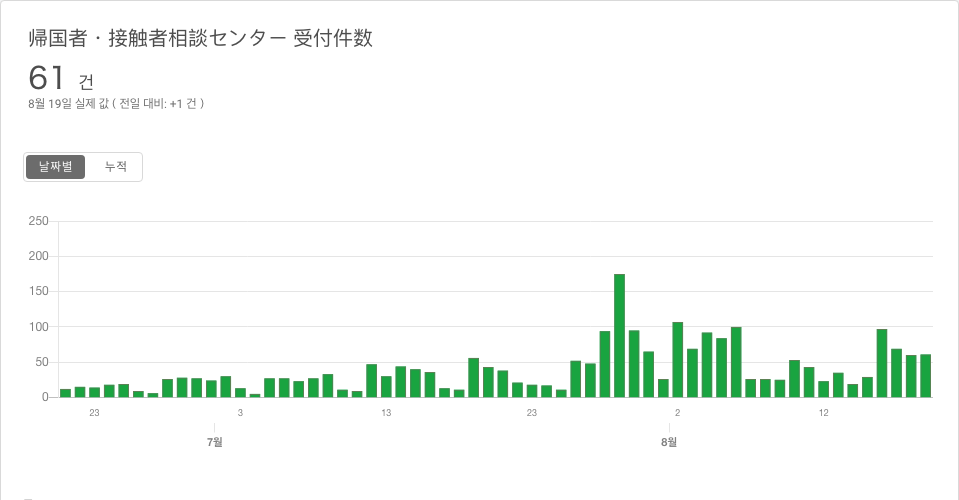 帰国者・接触者相談センター 受付件数
61 건
8월 19일 실제 값 ( 전일 대비: +1 건 )
날짜별 누적
250
200
150
100
50
0
23 3 13 23 2 12
7월 8월